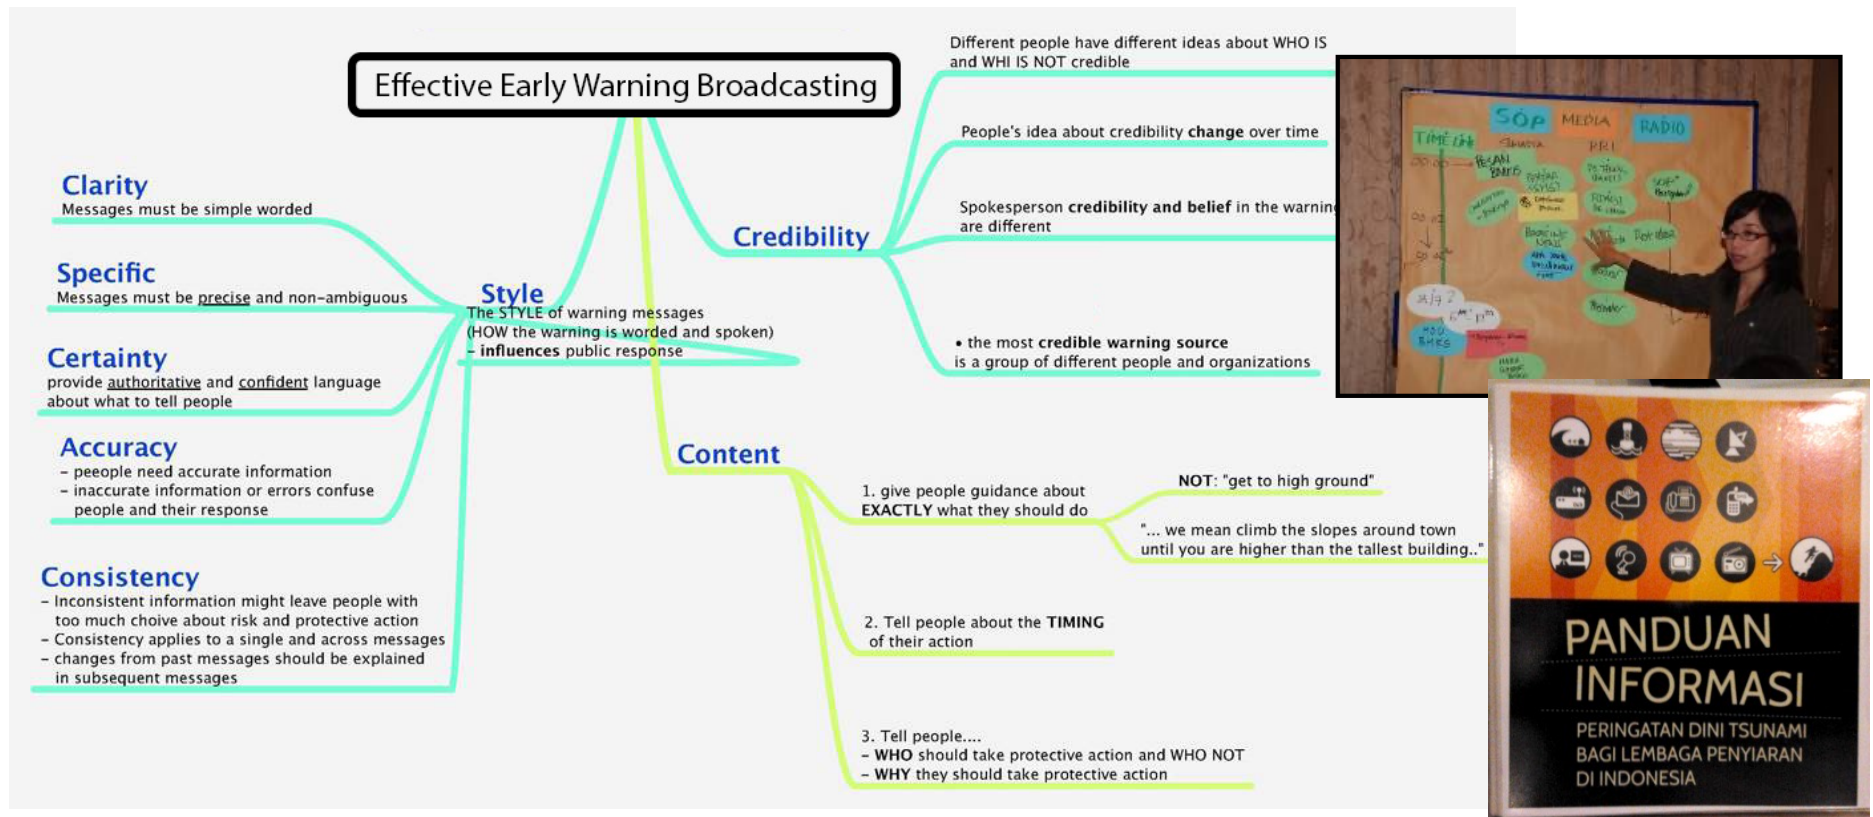 Effective Early Warning Broadcasting
Clarity
Messages must be simple worded
Specific
Messages must be precise and non-ambiguous
Certainty
provide authoritative and confident language
about what to tell people
Accuracy
- peeople need accurate information
- inaccurate information or errors confuse
people and their response
Consistency
- Inconsistent information might leave people with
too much choive about risk and protective action
- Consistency applies to a single and across messages
- changes from past messages should be explained
in subsequent messages
Style
The STYLE of warning messages
(HOW the warning is worded and spoken)
- influences public response
Credibility
Different people have different ideas about WHO IS
and WHI IS NOT credible
People's idea about credibility change over time
Spokesperson credibility and belief in the warning
are different
• the most credible warning source
is a group of different people and organizations
Content
1. give people guidance about
EXACTLY what they should do
NOT: "get to high ground"
"... we mean climb the slopes around town
until you are higher than the tallest building.."
2. Tell people about the TIMING
of their action
3. Tell people....
- WHO should take protective action and WHO NOT
- WHY they should take protective action
SOP MEDIA RADIO
TIMELINE
RRI
00:00
PESAN
BMKG
24/7 ?
PANDUAN
INFORMASI
PERINGATAN DINI TSUNAMI
BAGI LEMBAGA PENYIARAN
DI INDONESIA